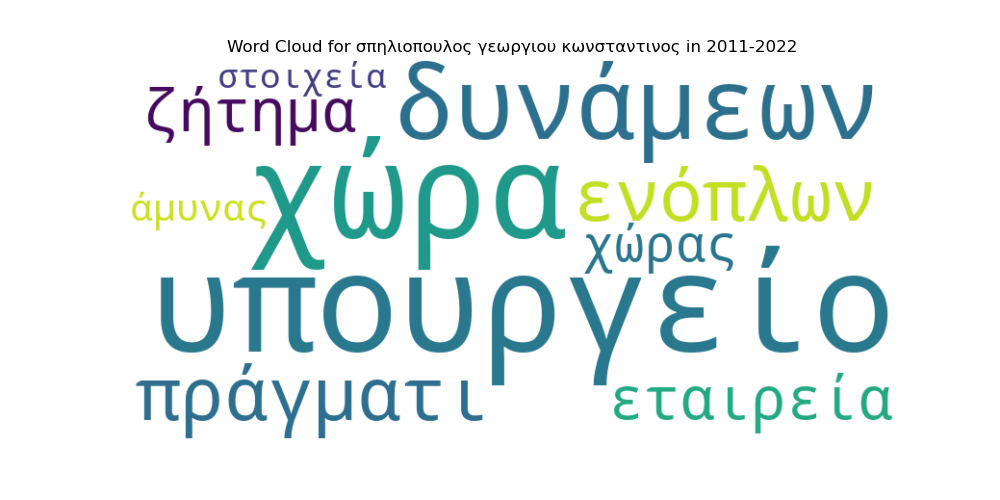 Word Cloud for σπηλιοπουλος γεωργιου κωνσταντινος in 2011-2022
στοιχεία
ζήτημα
δυνάμεων
χώρα
ενόπλων
άμυνας
χώρας
υπουργείο
πράγματι
εταιρεία